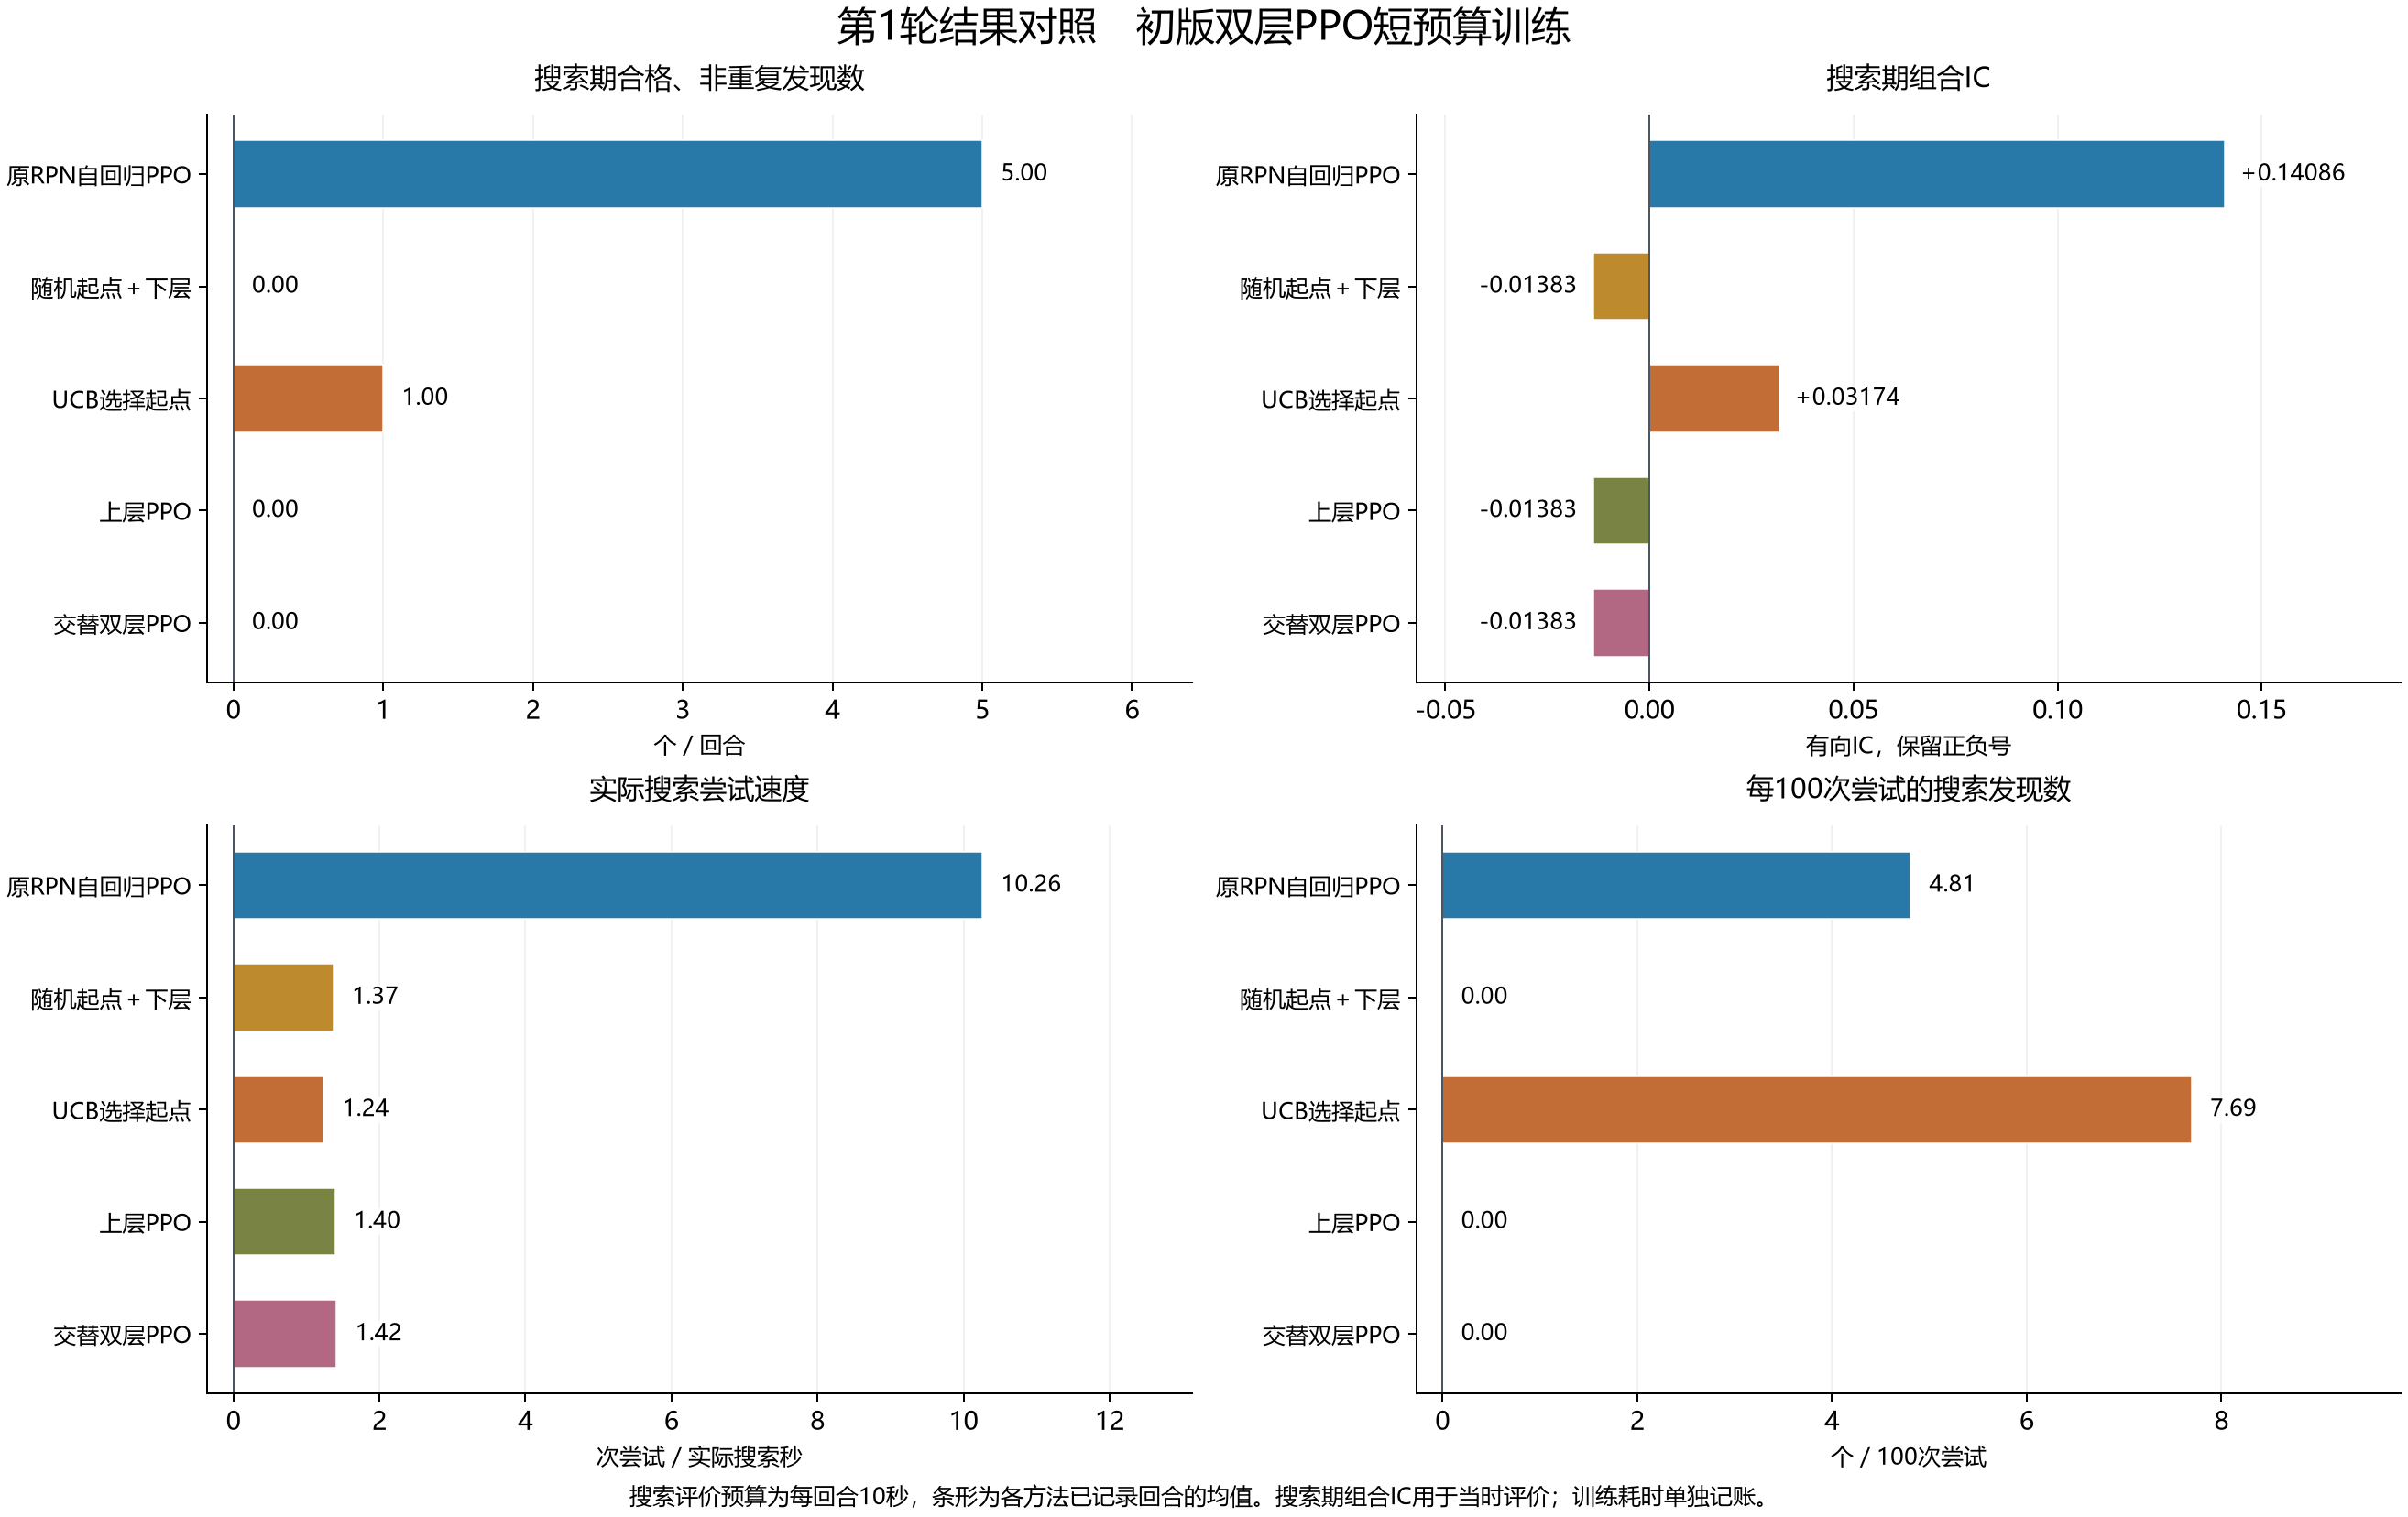 第1轮结果对照　初版双层PPO短预算训练
搜索期合格、非重复发现数
原RPN自回归PPO
随机起点＋下层
UCB选择起点
上层PPO
交替双层PPO
5.00
0.00
1.00
0.00
0.00
0 1 2 3 4 5 6
个 / 回合
搜索期组合IC
原RPN自回归PPO
随机起点＋下层
UCB选择起点
上层PPO
交替双层PPO
+0.14086
-0.01383
+0.03174
-0.01383
-0.01383
-0.05 0.00 0.05 0.10 0.15
有向IC，保留正负号
实际搜索尝试速度
原RPN自回归PPO
随机起点＋下层
UCB选择起点
上层PPO
交替双层PPO
10.26
1.37
1.24
1.40
1.42
0 2 4 6 8 10 12
次尝试 / 实际搜索秒
每100次尝试的搜索发现数
原RPN自回归PPO
随机起点＋下层
UCB选择起点
上层PPO
交替双层PPO
4.81
0.00
7.69
0.00
0.00
0 2 4 6 8
个 / 100次尝试
搜索评价预算为每回合10秒，条形为各方法已记录回合的均值。搜索期组合IC用于当时评价；训练耗时单独记账。